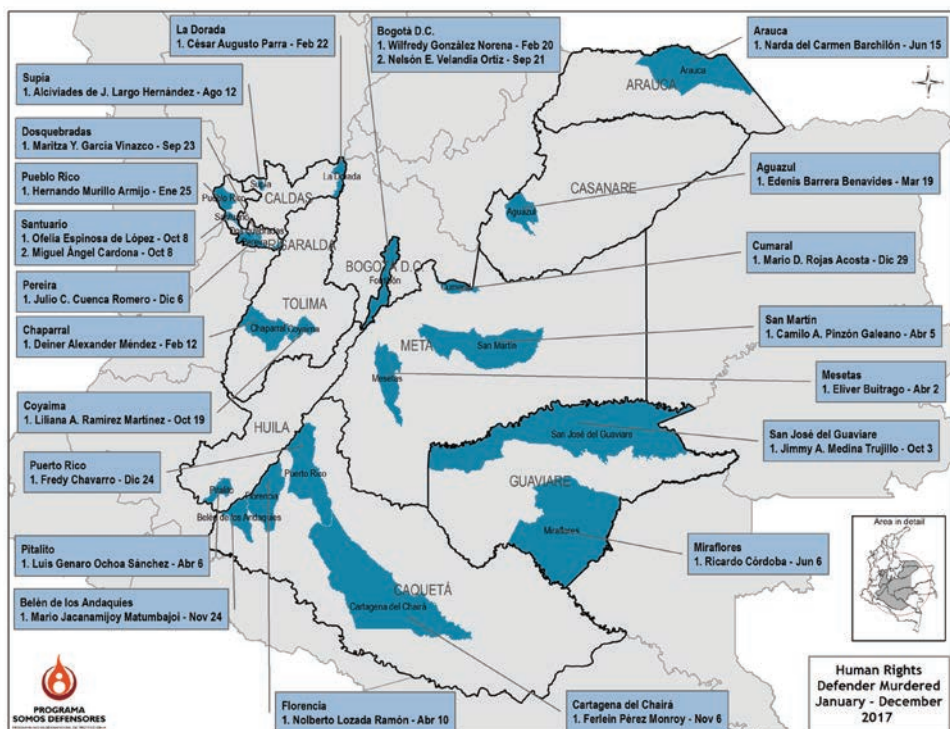 La Dorada
1. César Augusto Parra - Feb 22
Bogotá D.C.
1. Wilfredy González Norena - Feb 20
2. Nelsón E. Velandia Ortiz - Sep 21
Arauca
1. Narda del Carmen Barchilón - Jun 15
Supía
1. Alciviades de J. Largo Hernández - Ago 12
Dosquebradas
1. Maritza Y. García Vinazco - Sep 23
Pueblo Rico
1. Hernando Murillo Armijo - Ene 25
Santuario
1. Ofelia Espinosa de López - Oct 8
2. Miguel Ángel Cardona - Oct 8
Pereira
1. Julio C. Cuenca Romero - Dic 6
Chaparral
1. Deiner Alexander Méndez - Feb 12
Coyaima
1. Liliana A. Ramirez Martínez - Oct 19
Puerto Rico
1. Fredy Chavarro - Dic 24
Pitalito
1. Luis Genaro Ochoa Sánchez - Abr 6
Belén de los Andaquies
1. Mario Jacanamijoy Matumbajoi - Nov 24
Florencia
1. Nolberto Lozada Ramón - Abr 10
Cartagena del Chairá
1. Ferlein Pérez Monroy - Nov 6
Aguazul
1. Edenis Barrera Benavides - Mar 19
Cumaral
1. Mario D. Rojas Acosta - Dic 29
San Martín
1. Camilo A. Pinzón Galeano - Abr 5
Mesetas
1. Eliver Buitrago - Abr 2
San José del Guaviare
1. Jimmy A. Medina Trujillo - Oct 3
Miraflores
1. Ricardo Córdoba - Jun 6
Arauca
ARAUCA
CASANARE
Aguazul
La Dorada
Supía
Pueblo Rico
CALDAS
Santuario
Dosquebradas
RISARALDA
BOGOTÁ D.C.
TOLIMA
Chaparral
Coyaima
META
San Martín
Mesetas
HUILA
San José del Guaviare
GUAVIARE
Miraflores
Puerto Rico
Pitalito
Florencia
Belén de los Andaquies
CAQUETÁ
Cartagena del Chairá
Area in detail
PROGRAMA
SOMOS DEFENSORES
Human Rights
Defender Murdered
January - December
2017